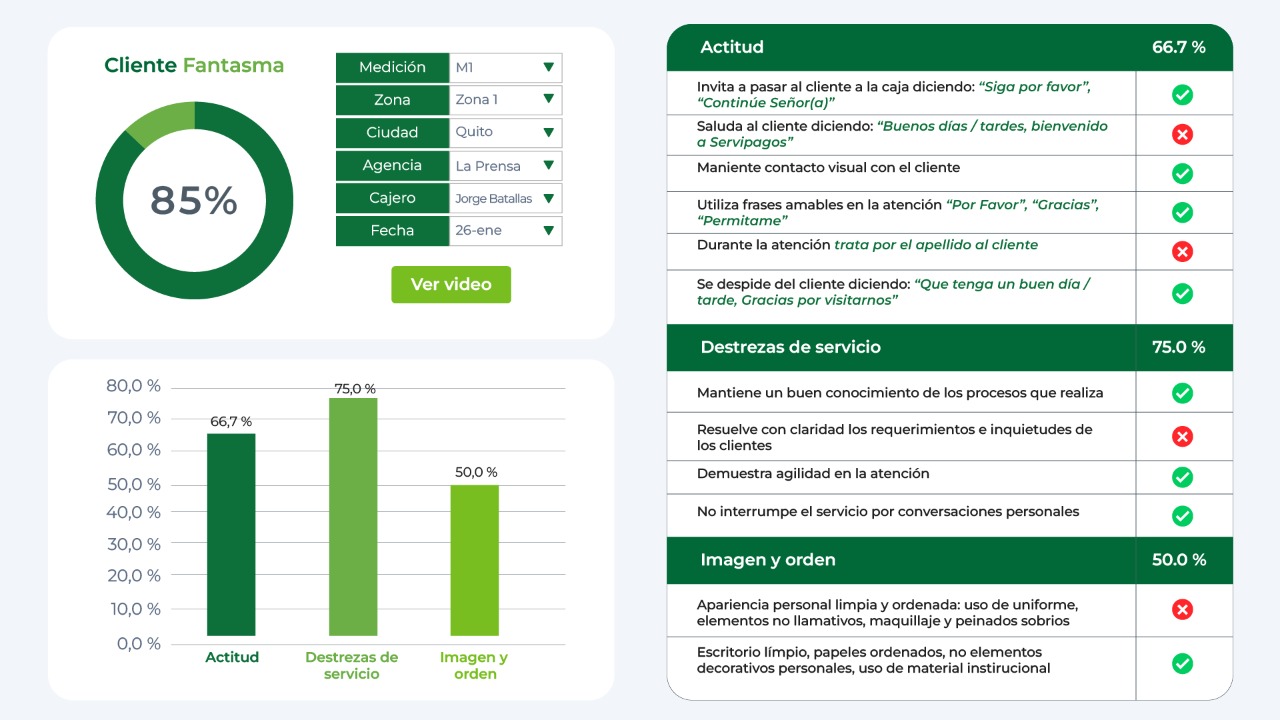 Cliente Fantasma
85%
Medición M1
Zona Zona 1
Ciudad Quito
Agencia La Prensa
Cajero Jorge Batallas
Fecha 26-ene
Ver video
80,0 %
70,0 %
60,0 %
50,0 %
40,0 %
30,0 %
20,0 %
10,0 %
0,0 %
66,7 %
75,0 %
50,0 %
Actitud
Destrezas de
servicio
Imagen y
orden
Actitud 66.7 %
Invita a pasar al cliente a la caja diciendo: “Siga por favor”,
“Continúe Señor(a)”
Saluda al cliente diciendo: “Buenos días / tardes, bienvenido
a Servipagos”
Maniente contacto visual con el cliente
Utiliza frases amables en la atención “Por Favor”, “Gracias”,
“Permitame”
Durante la atención trata por el apellido al cliente
Se despide del cliente diciendo: “Que tenga un buen día /
tarde, Gracias por visitarnos”
Destrezas de servicio 75.0 %
Mantiene un buen conocimiento de los procesos que realiza
Resuelve con claridad los requerimientos e inquietudes de
los clientes
Demuestra agilidad en la atención
No interrumpe el servicio por conversaciones personales
Imagen y orden 50.0 %
Apariencia personal limpia y ordenada: uso de uniforme,
elementos no llamativos, maquillaje y peinados sobrios
Escritorio límpio, papeles ordenados, no elementos
decorativos personales, uso de material instirucional